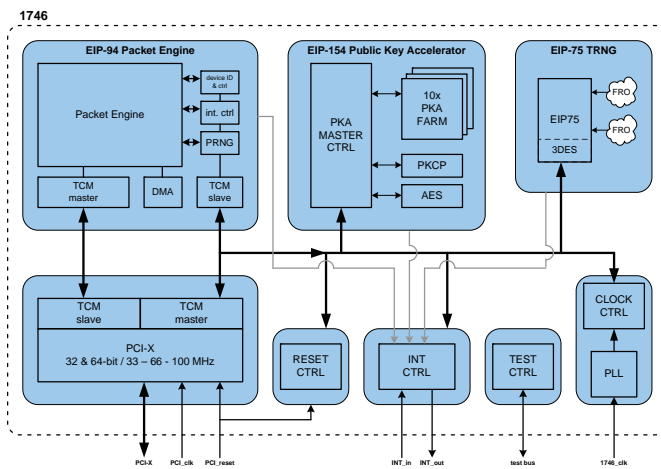 1746
EIP-94 Packet Engine
Packet Engine
device ID
& ctrl
int. ctrl
PRNG
TCM
master
DMA
TCM
slave
EIP-154 Public Key Accelerator
PKA
MASTER
CTRL
10x
PKA
FARM
PKCP
AES
EIP-75 TRNG
EIP75
3DES
FRO
FRO
TCM
slave
TCM
master
PCI-X
32 & 64-bit / 33 – 66 - 100 MHz
RESET
CTRL
INT
CTRL
TEST
CTRL
CLOCK
CTRL
PLL
PCI-X
PCI_clk
PCI_reset
INT_in
INT_out
test bus
1746_clk